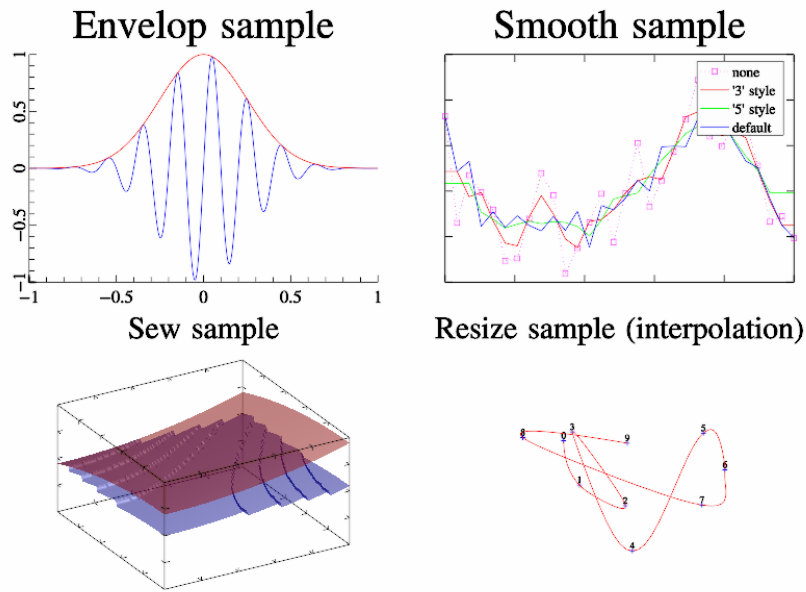 Envelop sample
Smooth sample
1
0.5
0
−0.5
−1
−1
−0.5
0
0.5
1
none
'3' style
'5' style
default
Sew sample
Resize sample (interpolation)
8
0
3
9
5
6
1
2
7
4